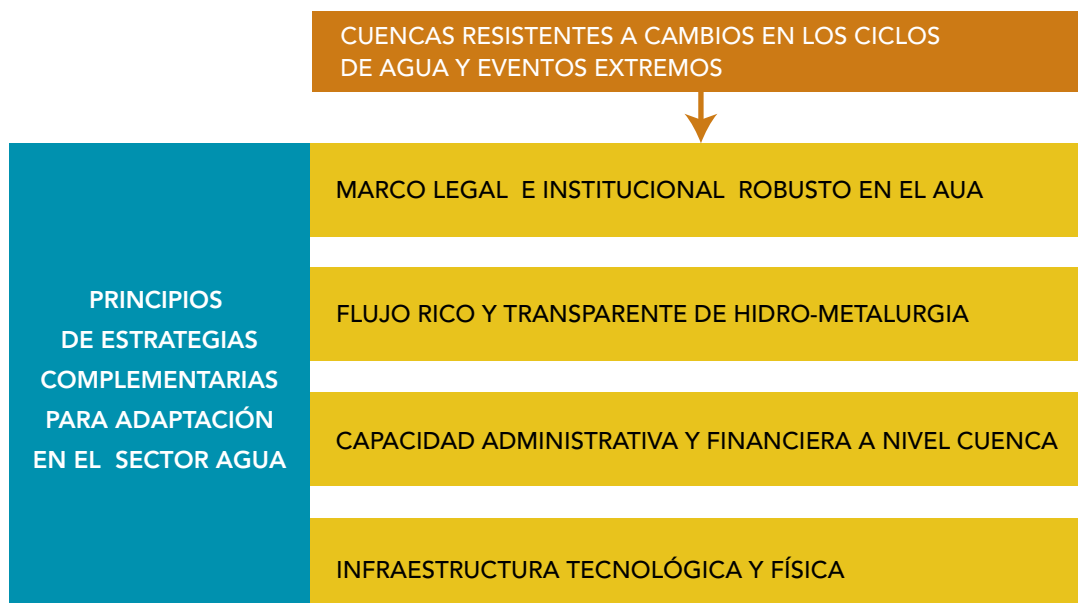 CUENCAS RESISTENTES A CAMBIOS EN LOS CICLOS
DE AGUA Y EVENTOS EXTREMOS
MARCO LEGAL E INSTITUCIONAL ROBUSTO EN EL AUA
PRINCIPIOS
DE ESTRATEGIAS
COMPLEMENTARIAS
PARA ADAPTACIÓN
EN EL SECTOR AGUA
FLUJO RICO Y TRANSPARENTE DE HIDRO-METALURGIA
CAPACIDAD ADMINISTRATIVA Y FINANCIERA A NIVEL CUENCA
INFRAESTRUCTURA TECNOLÓGICA Y FÍSICA